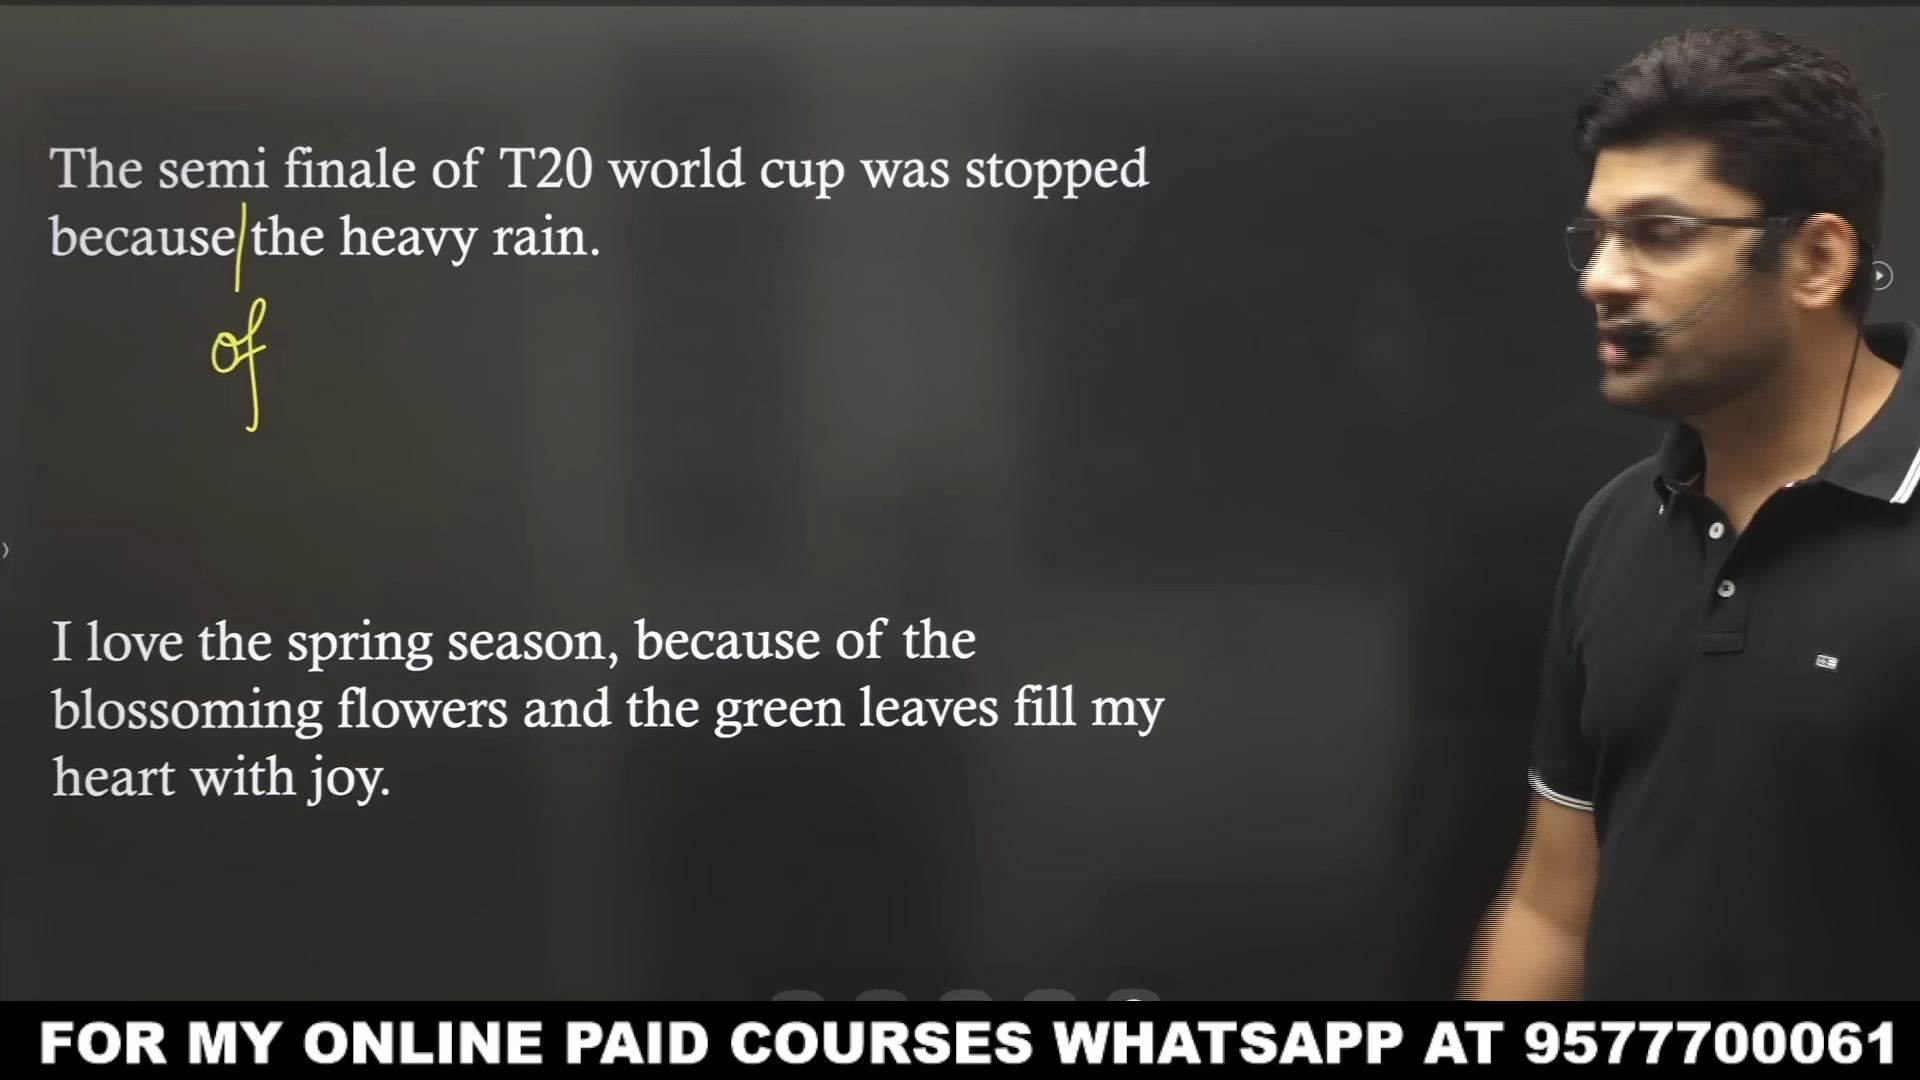 The semi finale of T20 world cup was stopped
because the heavy rain.
of
I love the spring season, because of the
blossoming flowers and the green leaves fill my
heart with joy.
FOR MY ONLINE PAID COURSES WHATSAPP AT 9577700061